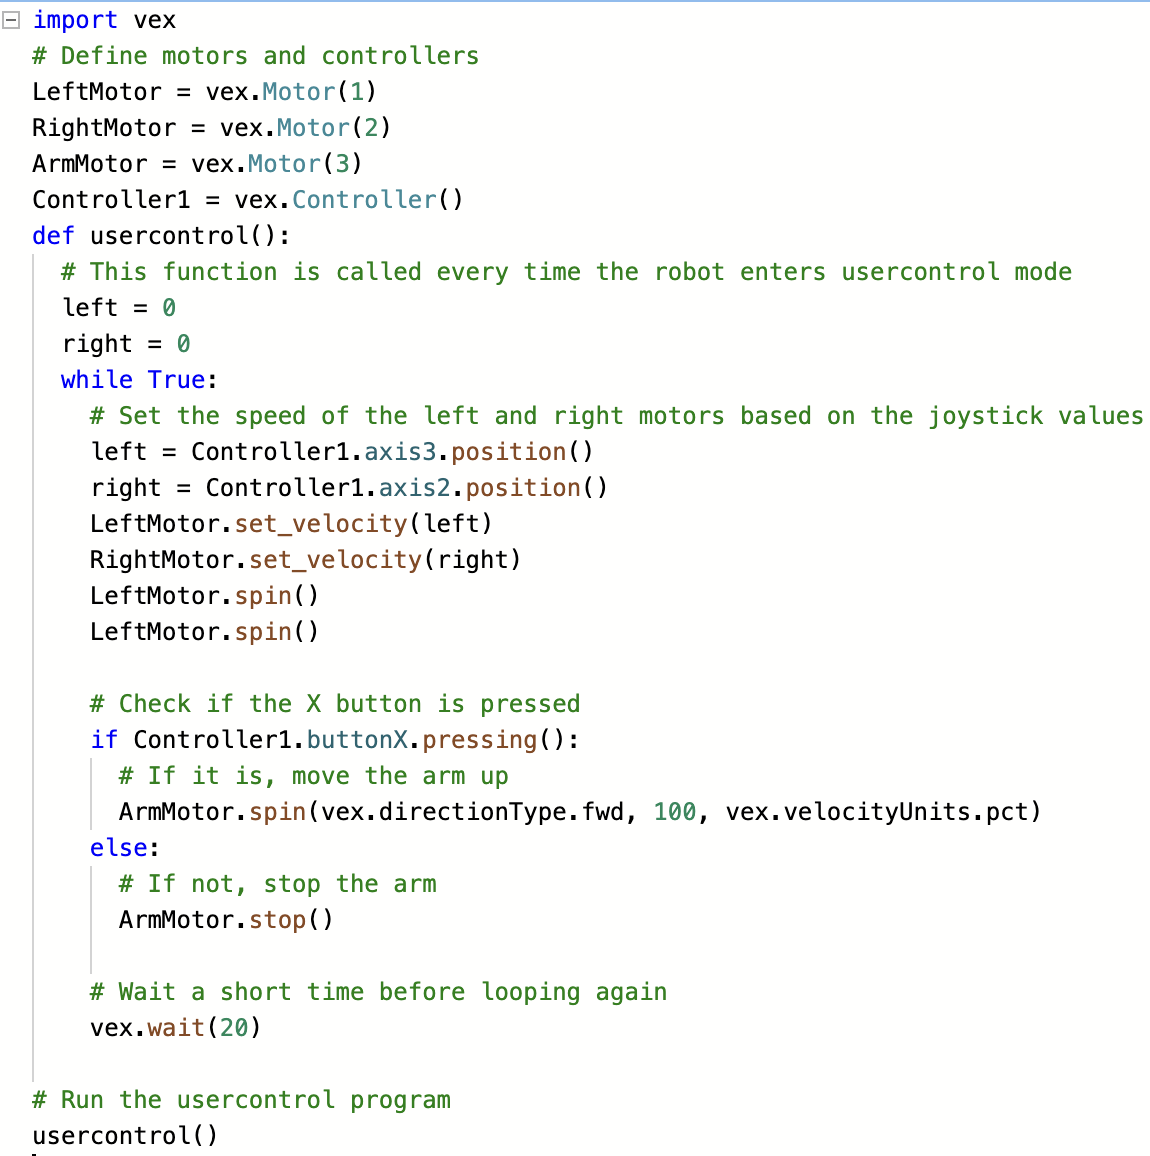 import vex
# Define motors and controllers
LeftMotor = vex.Motor(1)
RightMotor = vex.Motor(2)
ArmMotor = vex.Motor(3)
Controller1 = vex.Controller()
def usercontrol():
  # This function is called every time the robot enters usercontrol mode
  left = 0
  right = 0
  while True:
    # Set the speed of the left and right motors based on the joystick values
    left = Controller1.axis3.position()
    right = Controller1.axis2.position()
    LeftMotor.set_velocity(left)
    RightMotor.set_velocity(right)
    LeftMotor.spin()
    LeftMotor.spin()

    # Check if the X button is pressed
    if Controller1.buttonX.pressing():
      # If it is, move the arm up
      ArmMotor.spin(vex.directionType.fwd, 100, vex.velocityUnits.pct)
    else:
      # If not, stop the arm
      ArmMotor.stop()

    # Wait a short time before looping again
    vex.wait(20)

# Run the usercontrol program
usercontrol()